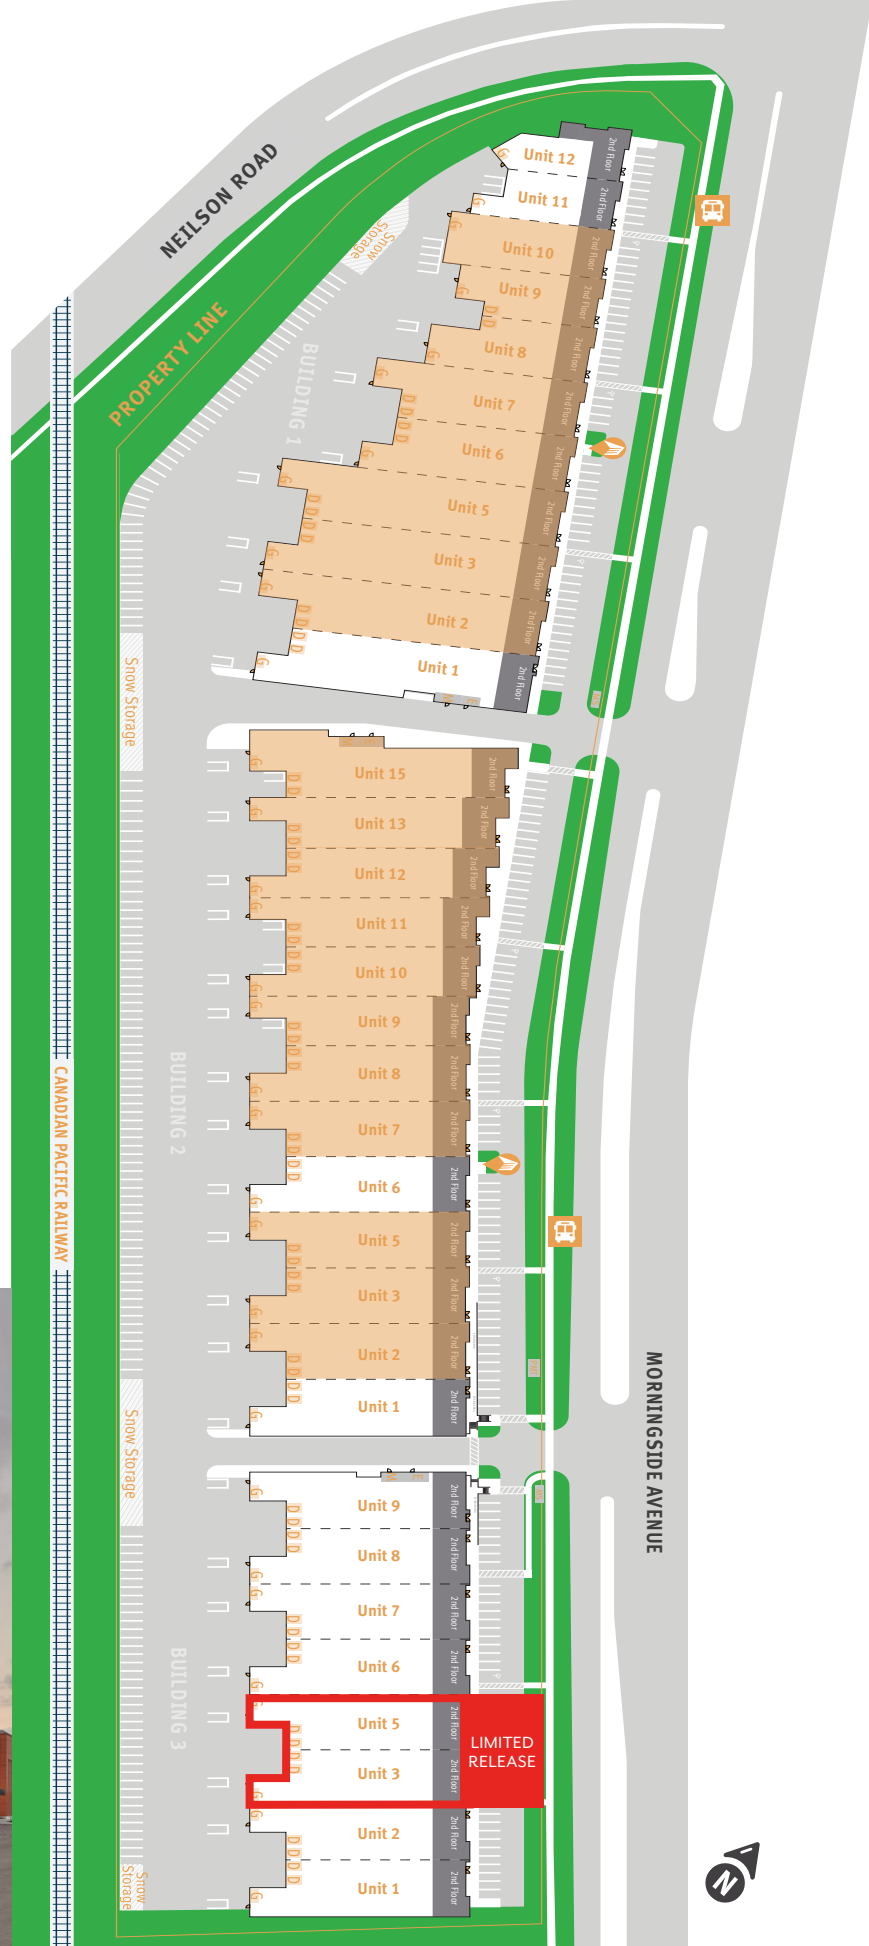 NEILSON ROAD
PROPERTY LINE
Snow
Storage
BUILDING 1
Unit 12
2nd Floor
G
Unit 11
2nd Floor
G
Unit 10
2nd Floor
G
Unit 9
2nd Floor
G
D
D
Unit 8
2nd Floor
G
Unit 7
2nd Floor
G
D
D
D
D
Unit 6
2nd Floor
G
Unit 5
2nd Floor
G
D
D
D
D
Unit 3
2nd Floor
G
Unit 2
2nd Floor
G
D
D
D
D
Unit 1
2nd Floor
G
M
E
Snow Storage
Unit 15
2nd Floor
G
D
D
M
E
Unit 13
2nd Floor
G
D
D
D
D
Unit 12
2nd Floor
G
Unit 11
2nd Floor
G
D
D
D
D
Unit 10
2nd Floor
G
Unit 9
2nd Floor
G
D
D
D
D
Unit 8
2nd Floor
G
BUILDING 2
CANADIAN PACIFIC RAILWAY
Unit 7
2nd Floor
G
D
D
D
D
Unit 6
2nd Floor
G
Unit 5
2nd Floor
G
D
D
D
D
Unit 3
2nd Floor
G
Unit 2
2nd Floor
G
D
D
D
D
Unit 1
2nd Floor
G
MORNINGSIDE AVENUE
Snow Storage
Unit 9
2nd Floor
G
M
E
D
D
D
D
Unit 8
2nd Floor
G
Unit 7
2nd Floor
G
D
D
D
D
Unit 6
2nd Floor
G
BUILDING 3
Unit 5
2nd Floor
G
D
D
D
D
LIMITED
RELEASE
Unit 3
2nd Floor
G
Unit 2
2nd Floor
G
D
D
D
D
Unit 1
2nd Floor
G
Snow
Storage
N